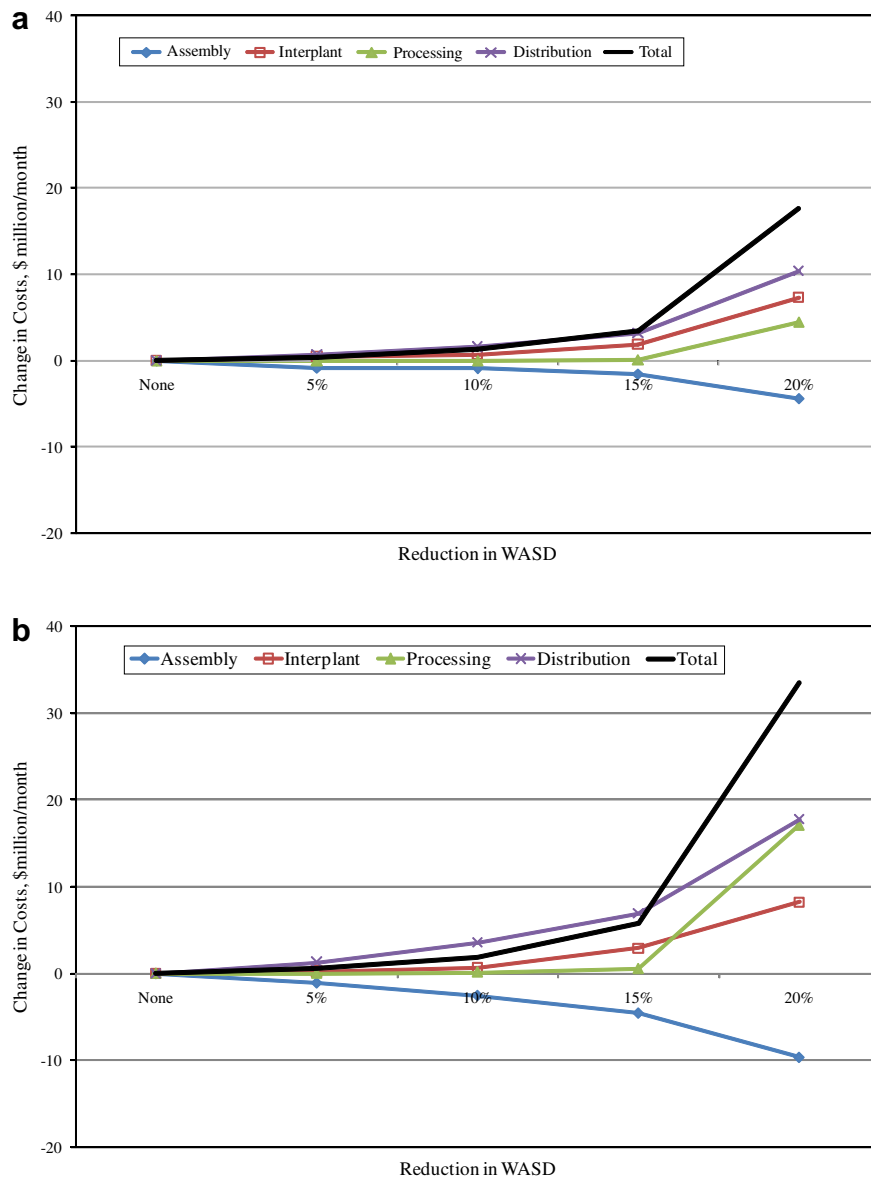 a
40
30
20
10
0
-10
-20
Change in Costs, $ million/month
Assembly Interplant Processing Distribution Total
None 5% 10% 15% 20%
Reduction in WASD
b
40
30
20
10
0
-10
-20
Change in Costs, $million/month
Assembly Interplant Processing Distribution Total
None 5% 10% 15% 20%
Reduction in WASD